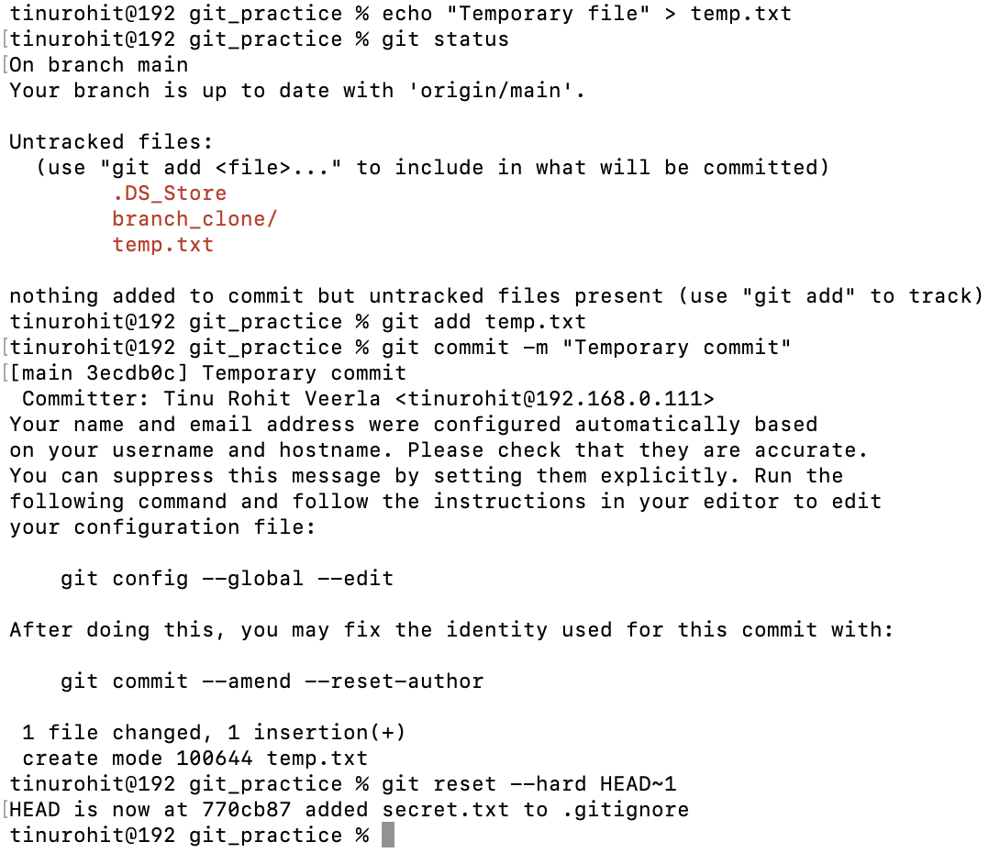 tinurohit@192 git_practice % echo "Temporary file" > temp.txt
[tinurohit@192 git_practice % git status
[On branch main
Your branch is up to date with 'origin/main'.

Untracked files:
  (use "git add <file>..." to include in what will be committed)
        .DS_Store
        branch_clone/
        temp.txt

nothing added to commit but untracked files present (use "git add" to track)
tinurohit@192 git_practice % git add temp.txt
[tinurohit@192 git_practice % git commit -m "Temporary commit"
[[main 3ecdb0c] Temporary commit
 Committer: Tinu Rohit Veerla <tinurohit@192.168.0.111>
Your name and email address were configured automatically based
on your username and hostname. Please check that they are accurate.
You can suppress this message by setting them explicitly. Run the
following command and follow the instructions in your editor to edit
your configuration file:

    git config --global --edit

After doing this, you may fix the identity used for this commit with:

    git commit --amend --reset-author

 1 file changed, 1 insertion(+)
 create mode 100644 temp.txt
tinurohit@192 git_practice % git reset --hard HEAD~1
[HEAD is now at 770cb87 added secret.txt to .gitignore
tinurohit@192 git_practice %